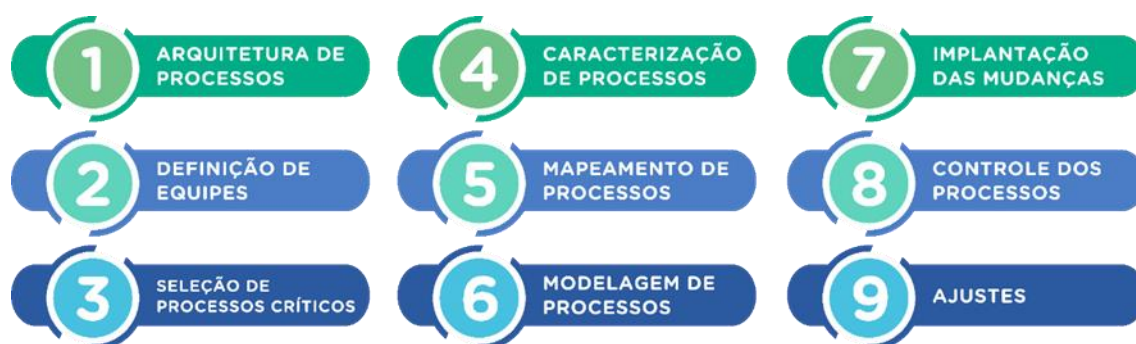 1
ARQUITETURA DE
PROCESSOS
2
DEFINIÇÃO DE
EQUIPES
3
SELEÇÃO DE
PROCESSOS CRÍTICOS
4
CARACTERIZAÇÃO
DE PROCESSOS
5
MAPEAMENTO DE
PROCESSOS
6
MODELAGEM DE
PROCESSOS
7
IMPLANTAÇÃO
DAS MUDANÇAS
8
CONTROLE DOS
PROCESSOS
9
AJUSTES